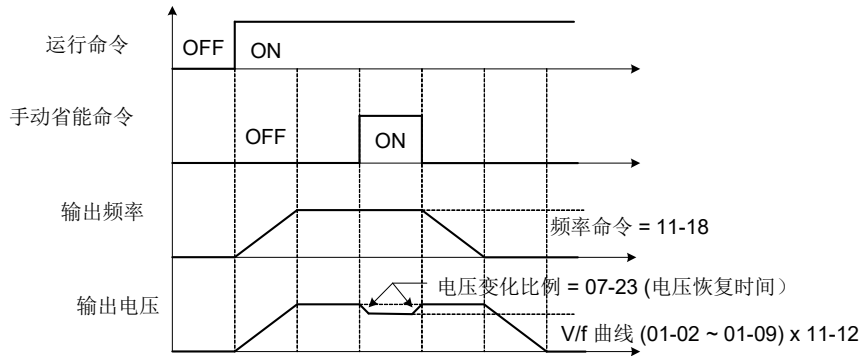 运行命令
OFF
ON
手动省能命令
OFF
ON
输出频率
频率命令 = 11-18
输出电压
电压变化比例 = 07-23 (电压恢复时间）
V/f 曲线 (01-02 ~ 01-09) x 11-12